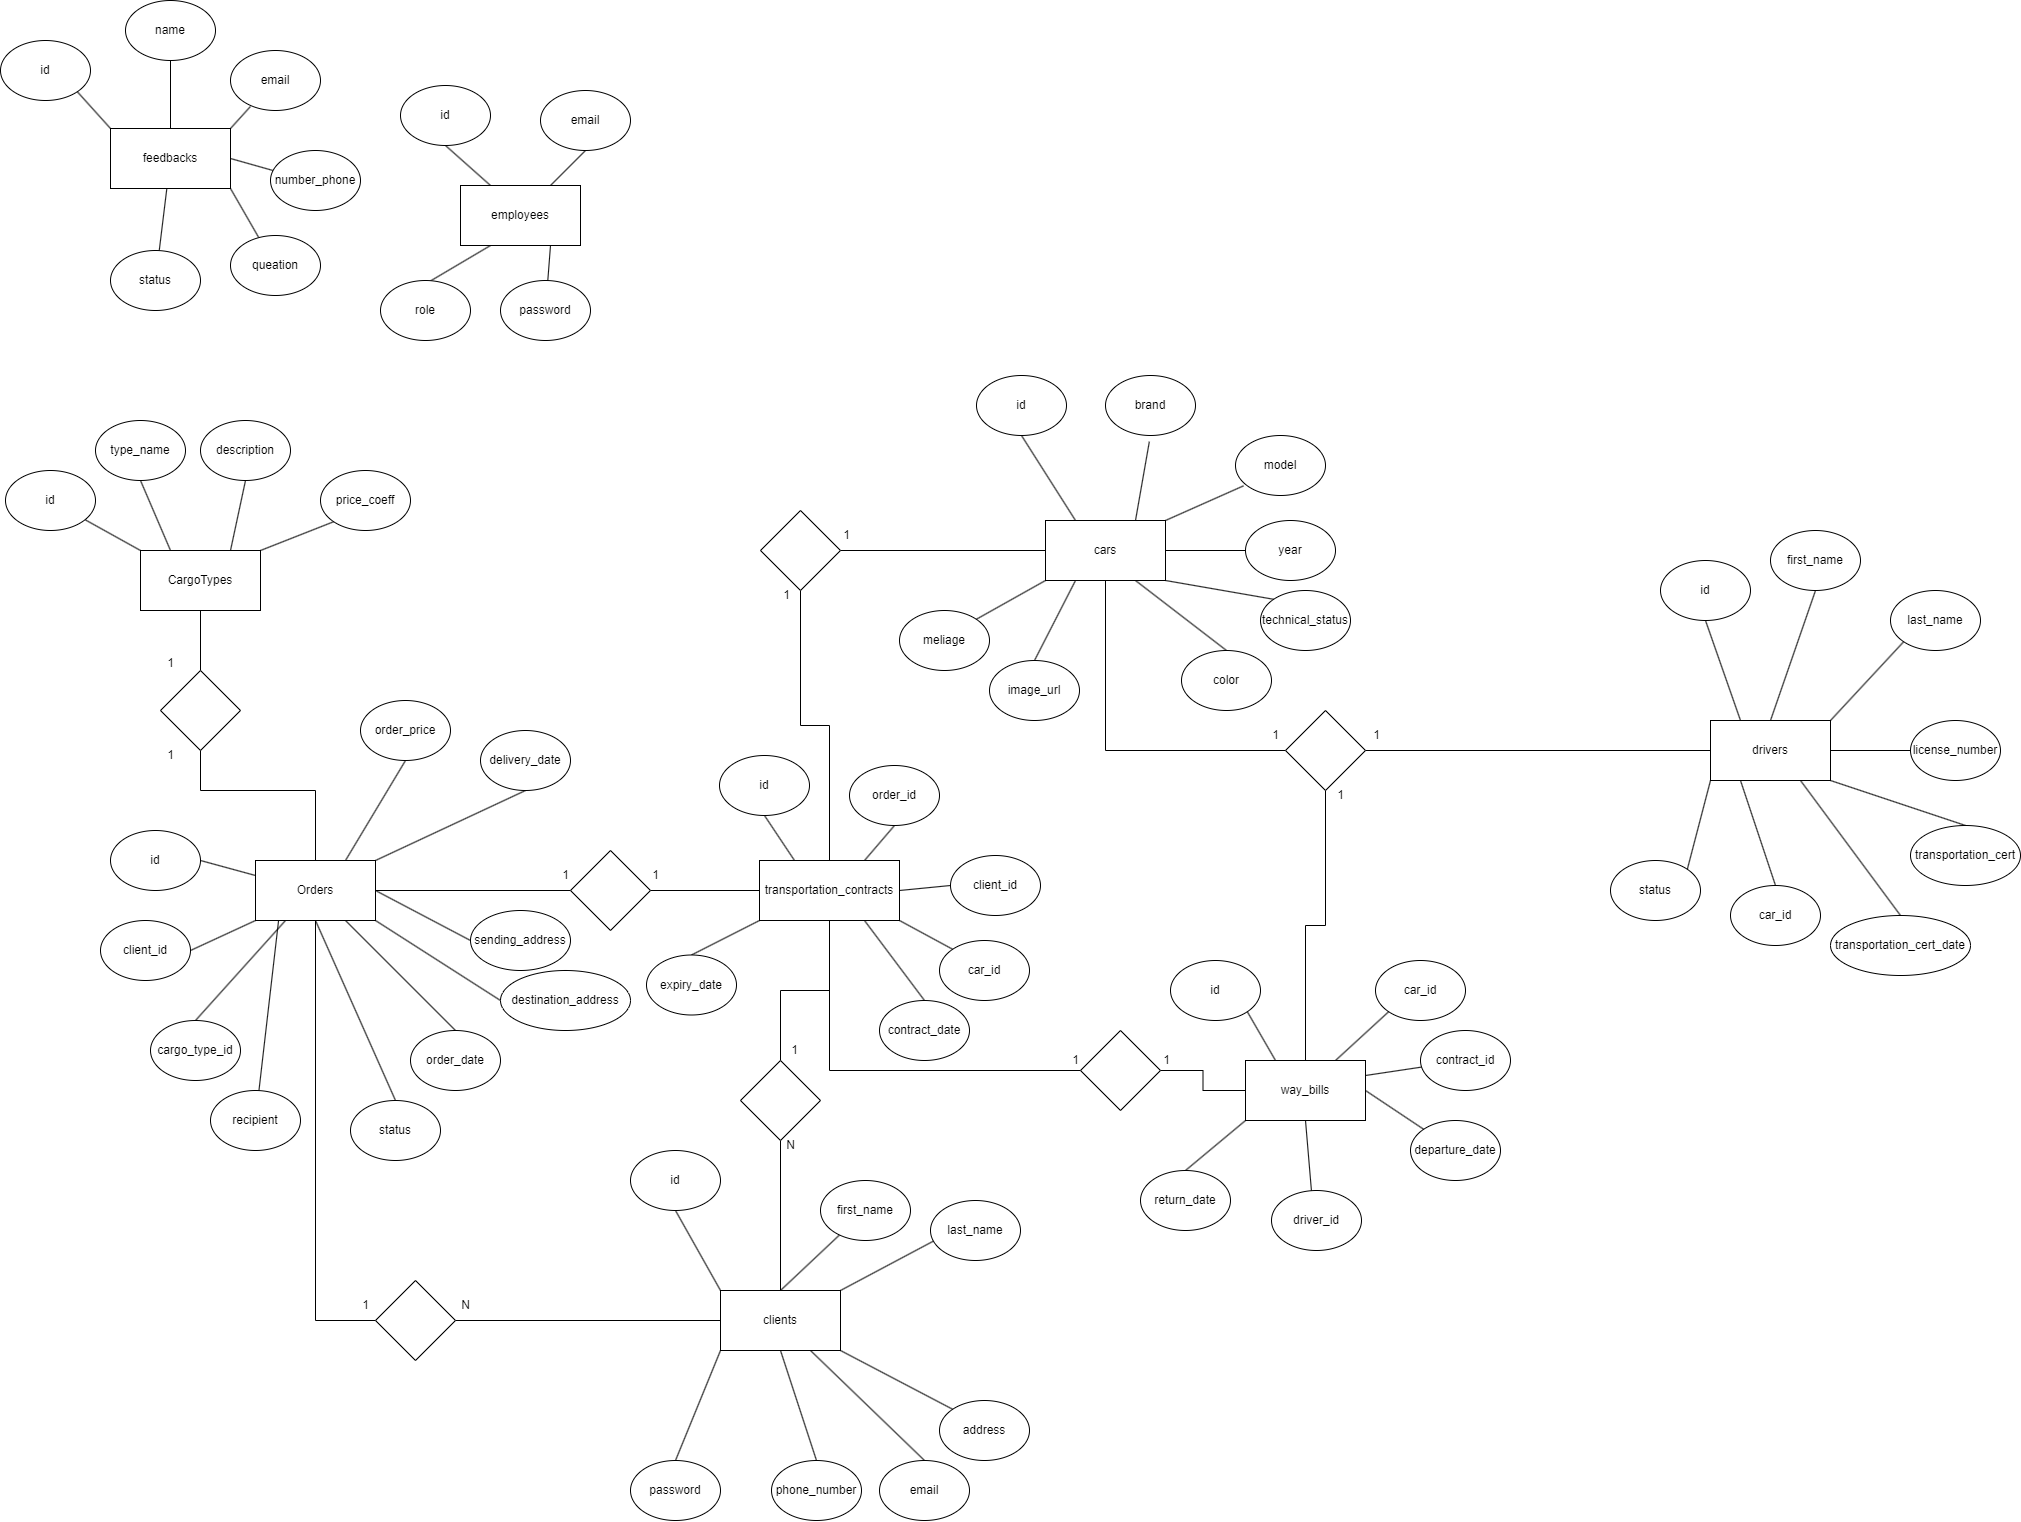 name
id
email
feedbacks
number_phone
status
queation
id
email
employees
role
password
id
type_name
description
price_coeff
CargoTypes
1
1
order_price
delivery_date
id
Orders
client_id
sending_address
destination_address
cargo_type_id
order_date
recipient
status
1
1
id
order_id
transportation_contracts
client_id
expiry_date
car_id
contract_date
1
1
id
brand
model
cars
year
technical_status
meliage
image_url
color
1
1
1
id
first_name
last_name
drivers
license_number
transportation_cert
status
car_id
transportation_cert_date
1
N
1
1
id
car_id
contract_id
way_bills
departure_date
return_date
driver_id
1
N
id
first_name
last_name
clients
address
password
phone_number
email